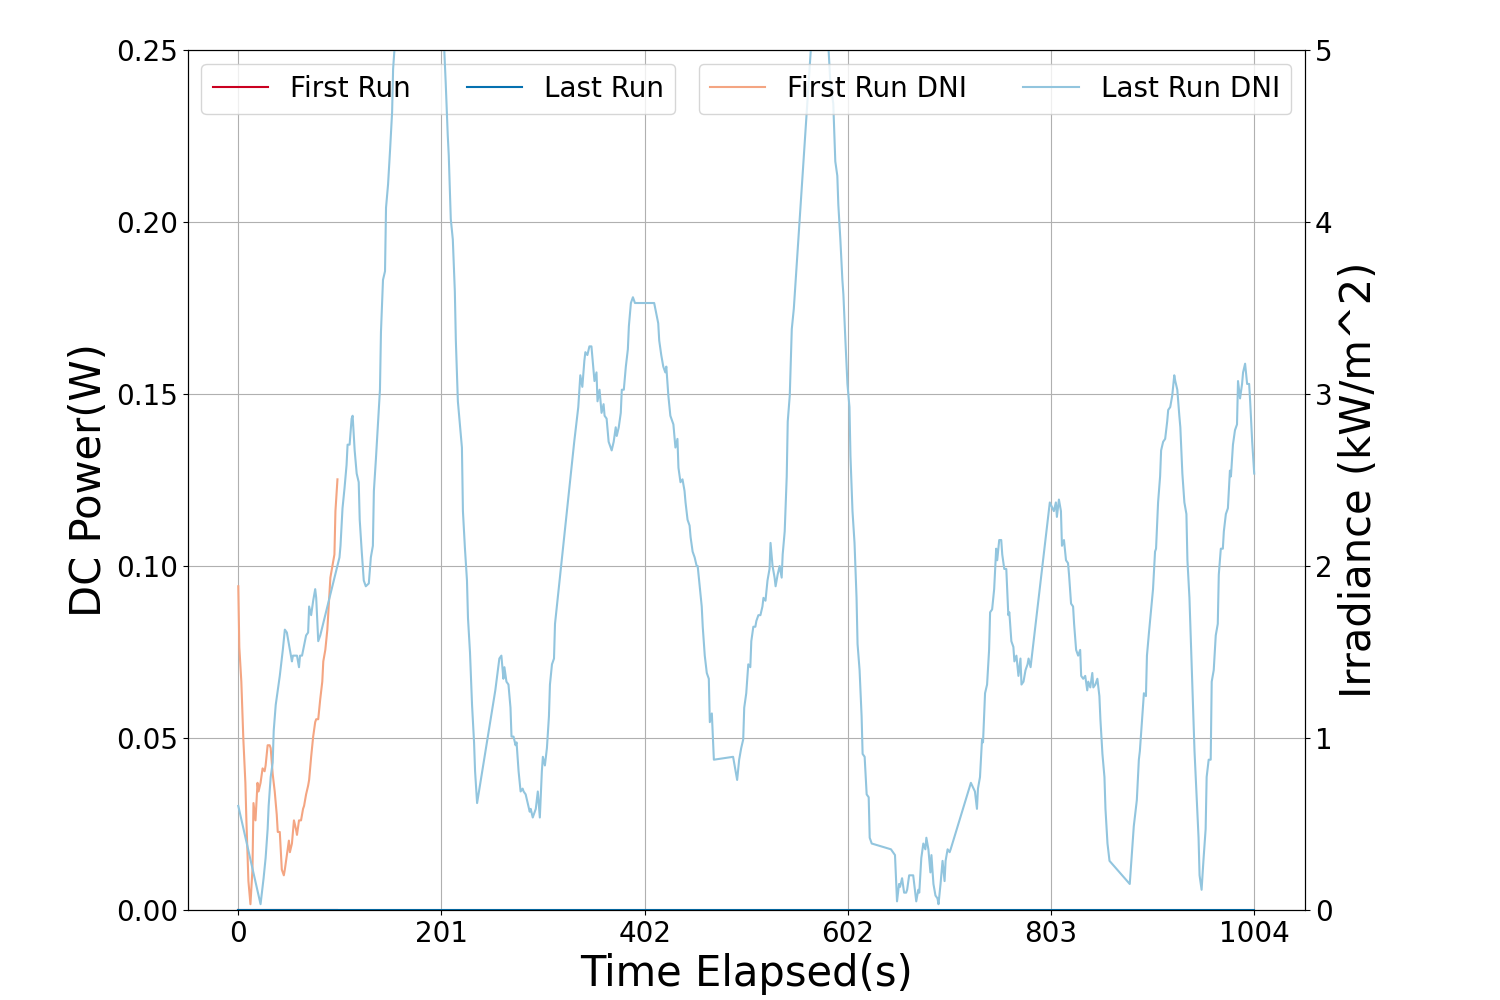 First Run
Last Run
First Run DNI
Last Run DNI
0.25
0.20
0.15
0.10
0.05
0.00
DC Power(W)
5
4
3
2
1
0
Irradiance (kW/m^2)
0 201 402 602 803 1004
Time Elapsed(s)